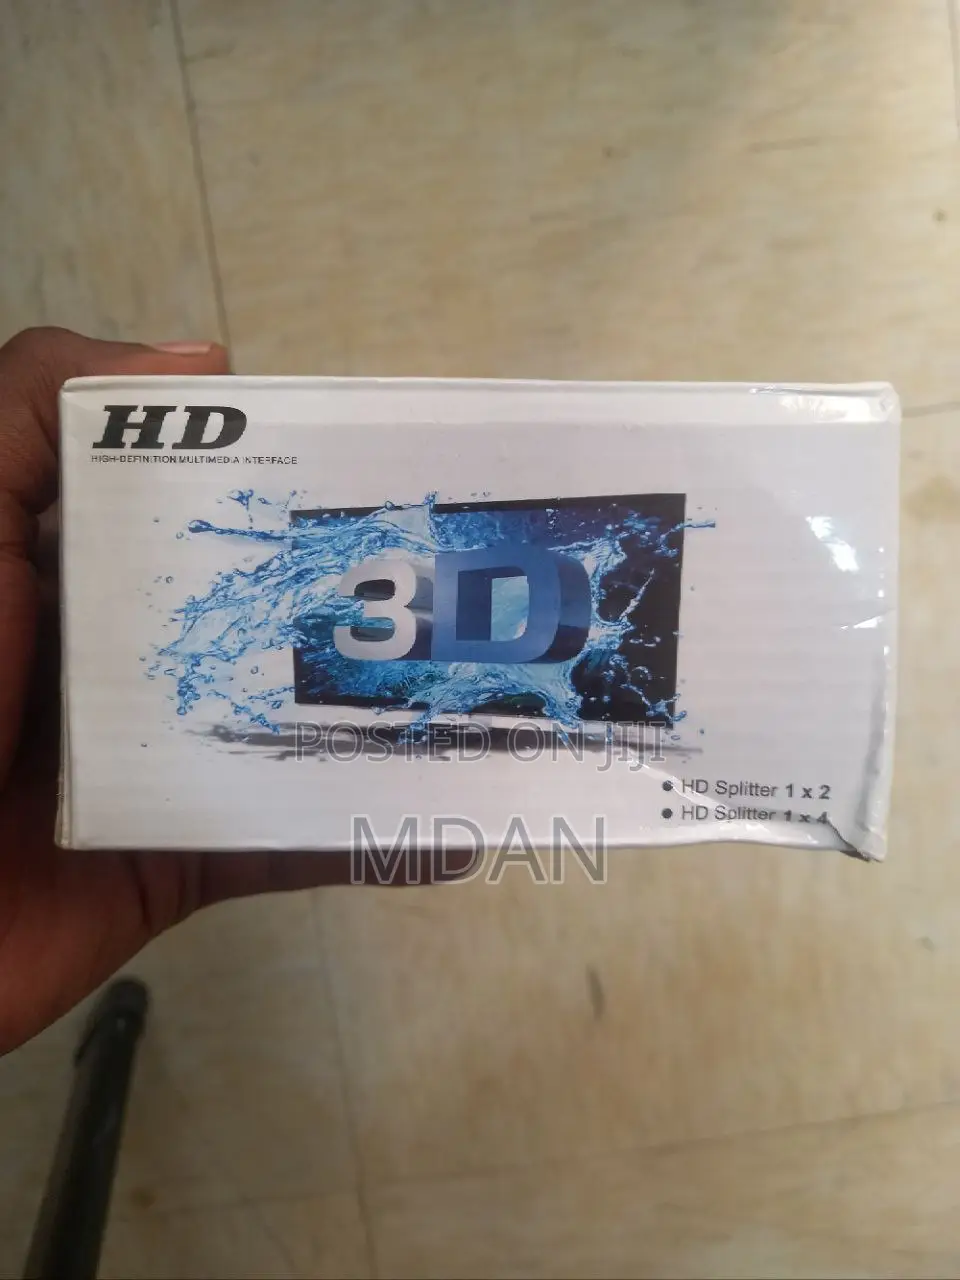 HD
HIGH-DEFINITION MULTIMEDIA INTERFACE
3D
POSTED ON JIJI
● HD Splitter 1 x 2
● HD Splitter 1 x 4
MDAN